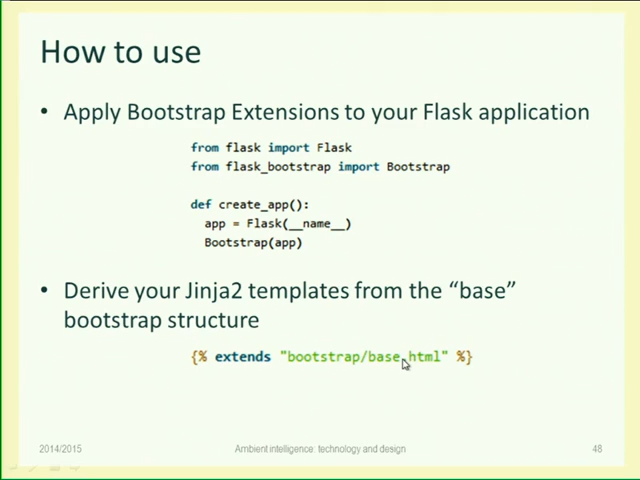 How to use
• Apply Bootstrap Extensions to your Flask application
from flask import Flask
from flask_bootstrap import Bootstrap
def create_app():
app = Flask(__name__)
Bootstrap(app)
• Derive your Jinja2 templates from the “base”
bootstrap structure
{% extends "bootstrap/base.html" %}
2014/2015
Ambient intelligence: technology and design
48